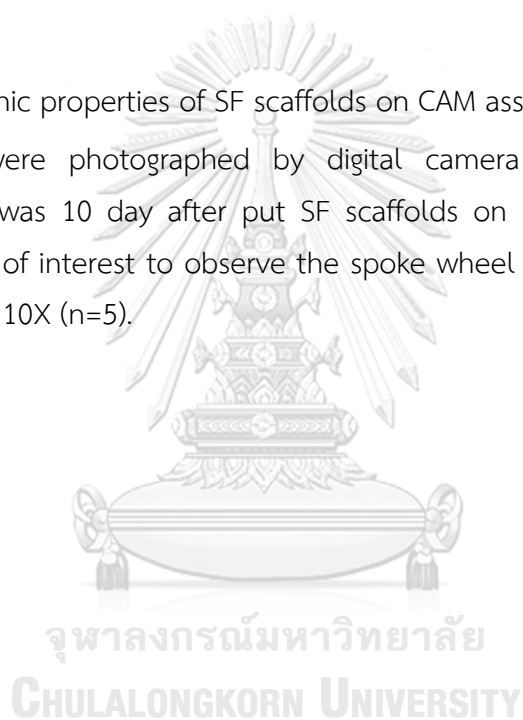 nic properties of SF scaffolds on CAM ass
were photographed by digital camera
was 10 day after put SF scaffolds on
of interest to observe the spoke wheel
10X (n=5).
จุฬาลงกรณ์มหาวิทยาลัย
CHULALONGKORN UNIVERSITY